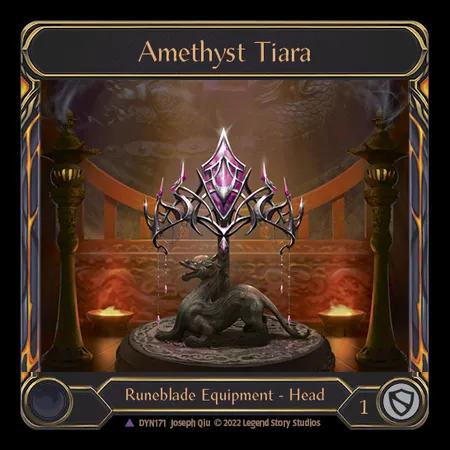 Amethyst Tiara
Runeblade Equipment - Head
1
DYN171 Joseph Qiu © 2022 Legend Story Studios